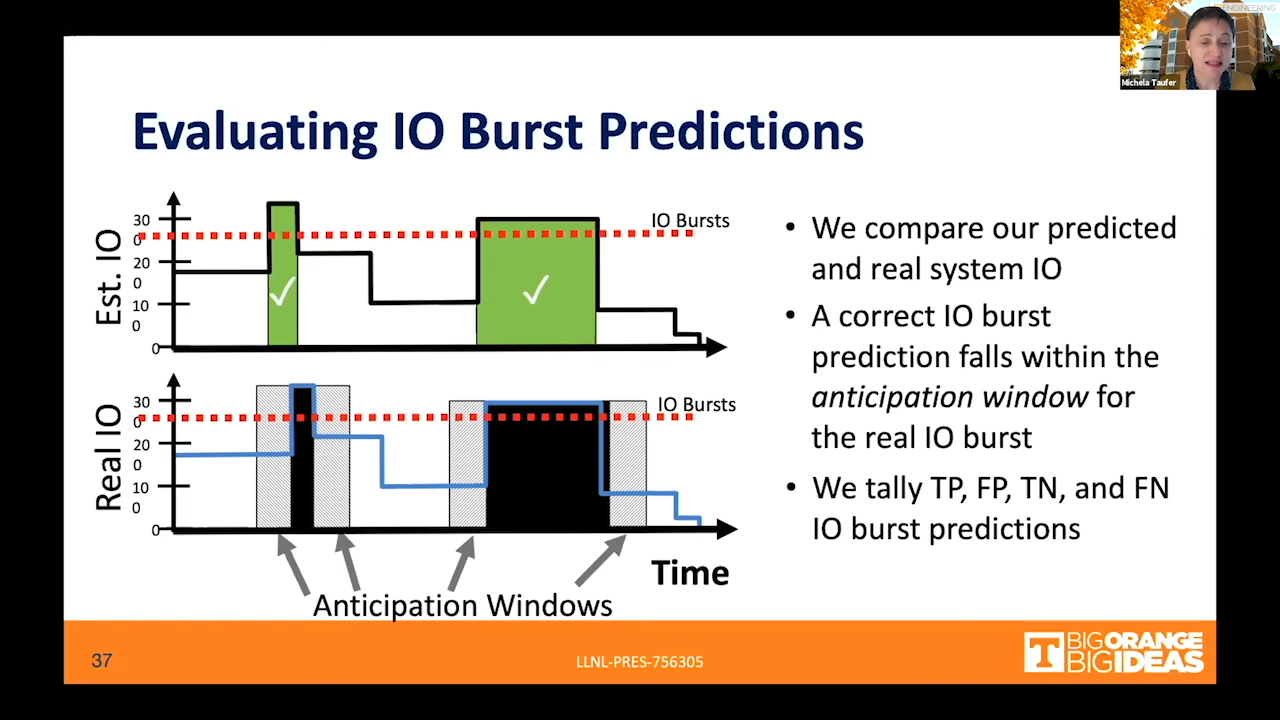 ENGINEERING
Michela Taufer
Evaluating IO Burst Predictions
Est. IO
30
0
20
0
10
0
0
IO Bursts
Real IO
30
0
20
0
10
0
0
IO Bursts
Time
Anticipation Windows
• We compare our predicted
and real system IO
• A correct IO burst
prediction falls within the
anticipation window for
the real IO burst
• We tally TP, FP, TN, and FN
IO burst predictions
37
LLNL-PRES-756305
T
BIG ORANGE
BIG IDEAS